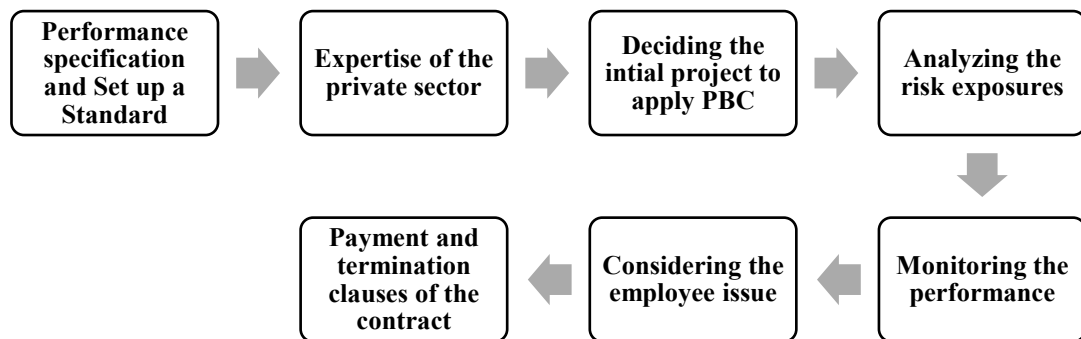 Performance
specification
and Set up a
Standard
Expertise of the
private sector
Deciding the
intial project to
apply PBC
Analyzing the
risk exposures
Monitoring the
performance
Considering the
employee issue
Payment and
termination
clauses of the
contract